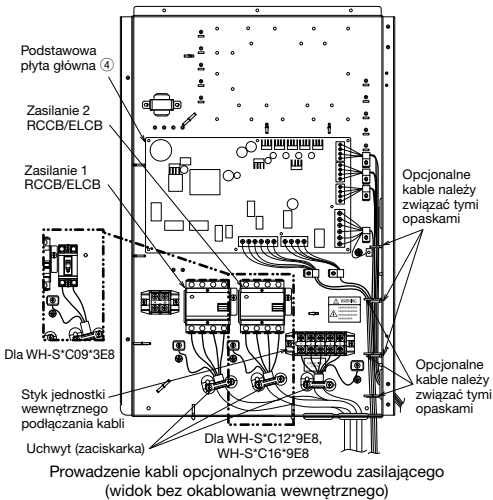 Podstawowa
płyta główna ④
Zasilanie 2
RCCB/ELCB
Zasilanie 1
RCCB/ELCB
Opcjonalne
kable należy
związać tymi
opaskami
WARNING
Dla WH-S*C09*3E8
Opcjonalne
kable należy
związać tymi
opaskami
Styk jednostki
wewnętrznego
podłączania kabli
Uchwyt (zaciskarka)
Dla WH-S*C12*9E8,
WH-S*C16*9E8
Prowadzenie kabli opcjonalnych przewodu zasilającego
(widok bez okablowania wewnętrznego)